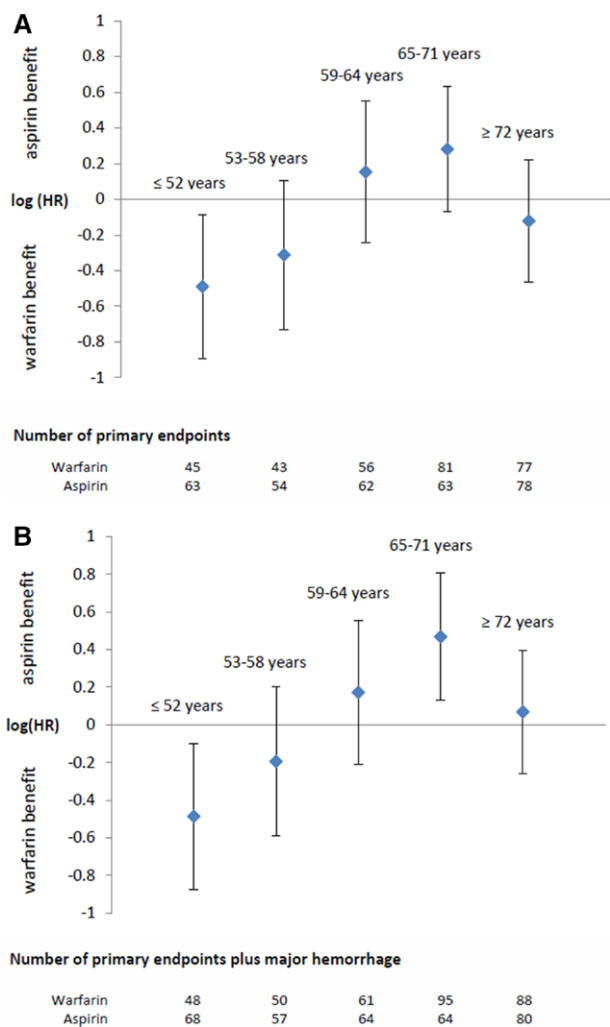 A
1
0.8
65-71 years
59-64 years
0.6
aspirin benefit
0.4
≥ 72 years
53-58 years
0.2
≤ 52 years
log (HR)
0
-0.2
-0.4
warfarin benefit
-0.6
-0.8
-1
Number of primary endpoints
Warfarin 45 43 56 81 77
Aspirin 63 54 62 63 78
B
1
65-71 years
0.8
59-64 years
aspirin benefit
0.6
≥ 72 years
0.4
53-58 years
0.2
≤ 52 years
log(HR)
0
-0.2
-0.4
warfarin benefit
-0.6
-0.8
-1
Number of primary endpoints plus major hemorrhage
Warfarin 48 50 61 95 88
Aspirin 68 57 64 64 80